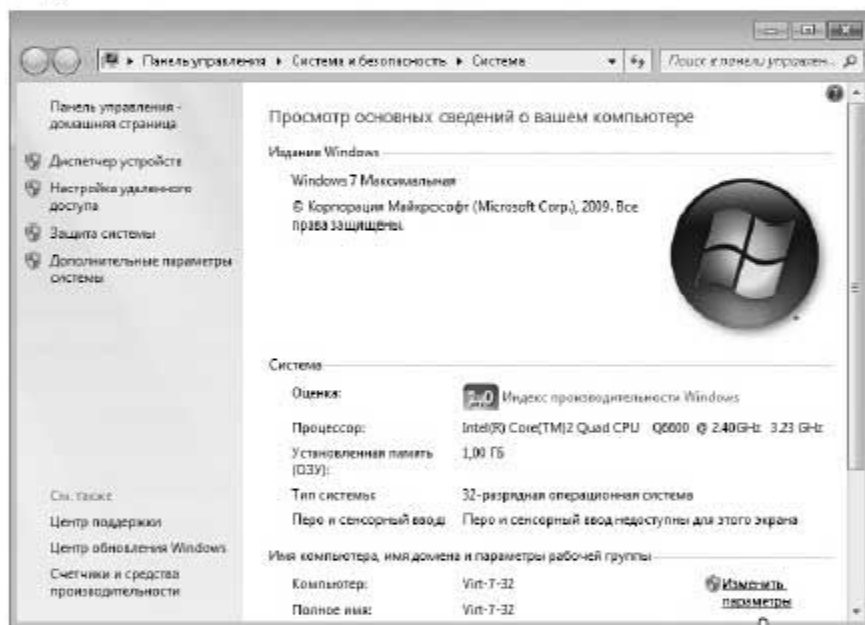 Панель управления ▸ Система и безопасность ▸ Система
Поиск в панели управлен...
Панель управления -
домашняя страница
Диспетчер устройств
Настройка удаленного
доступа
Защита системы
Дополнительные параметры
системы
См. также
Центр поддержки
Центр обновления Windows
Счетчики и средства
производительности
Просмотр основных сведений о вашем компьютере
Издание Windows
Windows 7 Максимальная
© Корпорация Майкрософт (Microsoft Corp.), 2009. Все
права защищены.
Система
Оценка: Индекс производительности Windows
Процессор: Intel(R) Core(TM)2 Quad CPU Q6600 @ 2.40GHz 3.23 GHz
Установленная память 1,00 ГБ
(ОЗУ):
Тип системы: 32-разрядная операционная система
Перо и сенсорный ввод: Перо и сенсорный ввод недоступны для этого экрана
Имя компьютера, имя домена и параметры рабочей группы
Компьютер: Virt-7-32 Изменить
параметры
Полное имя: Virt-7-32